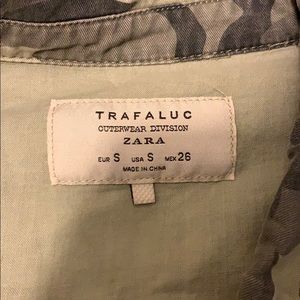 TRAFALUC
OUTERWEAR DIVISION
ZARA
EUR S USA S MEX 26
MADE IN CHINA